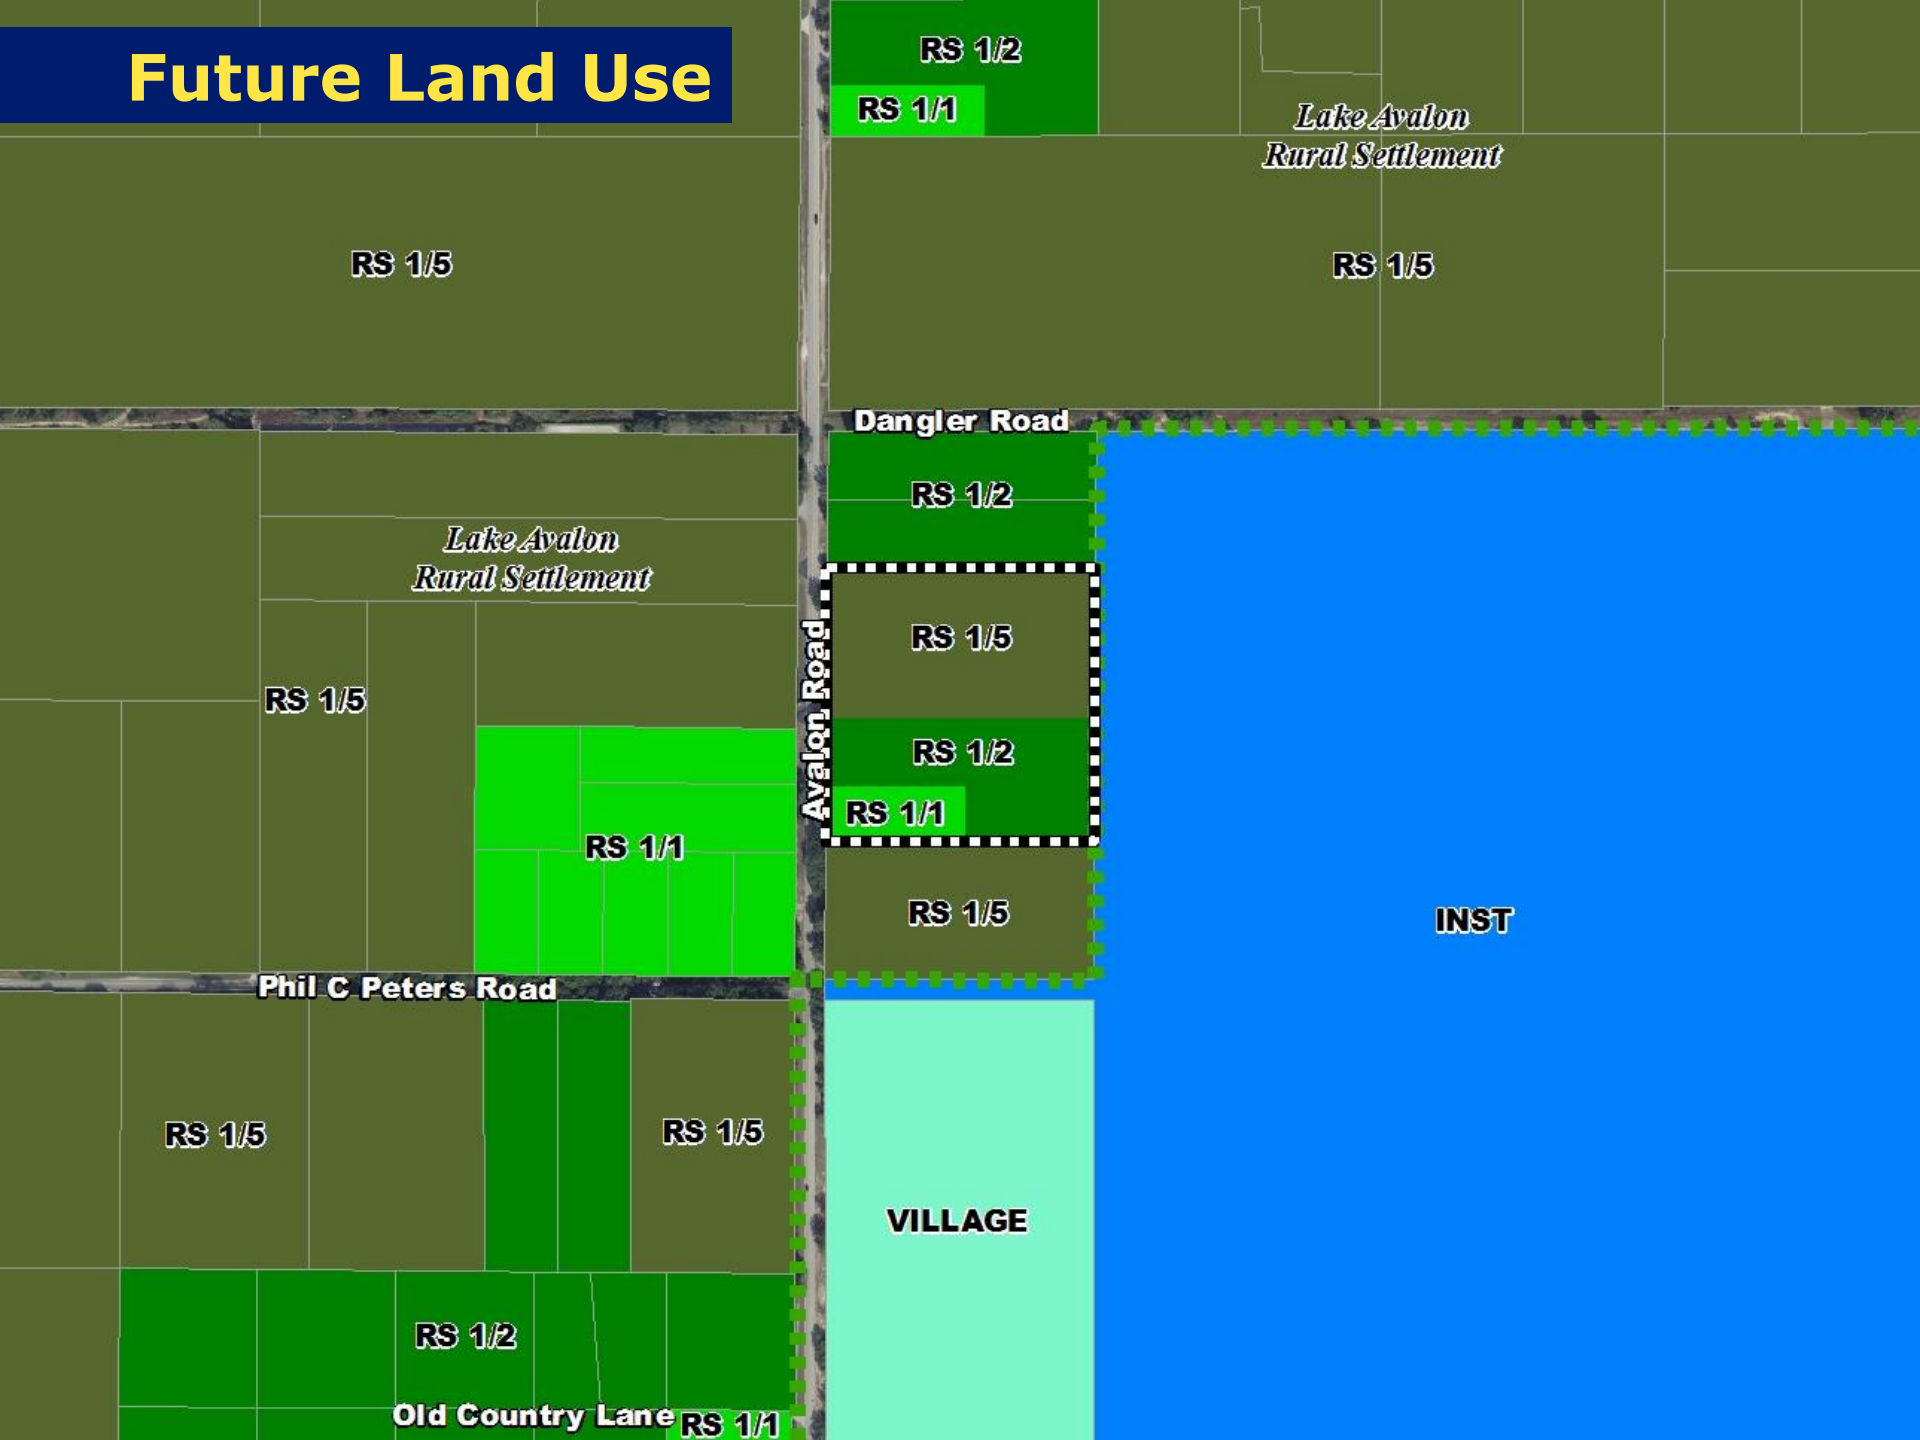 Future Land Use
RS 1/2
RS 1/1
Lake Avalon
Rural Settlement
RS 1/5
RS 1/5
Dangler Road
RS 1/2
Lake Avalon
Rural Settlement
RS 1/5
RS 1/5
Avalon Road
RS 1/2
RS 1/1
RS 1/1
RS 1/5
INST
Phil C Peters Road
RS 1/5
RS 1/5
VILLAGE
RS 1/2
Old Country Lane
RS 1/1